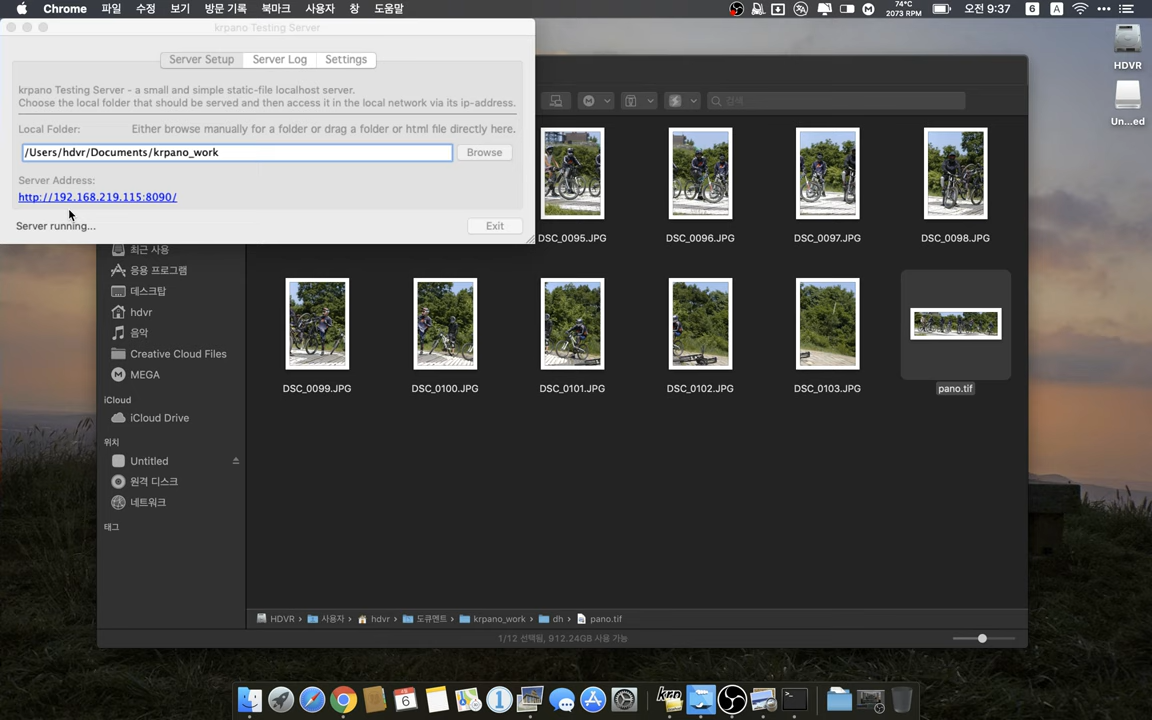 Chrome 파일 수정 보기 방문 기록 북마크 사용자 창 도움말
74°C
2073 RPM
6
A
오전 9:37
krpano Testing Server
Server Setup Server Log Settings
krpano Testing Server - a small and simple static-file localhost server.
Choose the local folder that should be served and then access it in the local network via its ip-address.
Local Folder: Either browse manually for a folder or drag a folder or html file directly here.
/Users/hdvr/Documents/krpano_work
Browse
Server Address:
http://192.168.219.115:8090/
Server running...
Exit
검색
HDVR
Un...ed
DSC_0095.JPG DSC_0096.JPG DSC_0097.JPG DSC_0098.JPG
최근 사용
응용 프로그램
데스크탑
hdvr
음악
Creative Cloud Files
MEGA
iCloud
iCloud Drive
위치
Untitled
원격 디스크
네트워크
태그
DSC_0099.JPG DSC_0100.JPG DSC_0101.JPG DSC_0102.JPG DSC_0103.JPG pano.tif
HDVR › 사용자 › hdvr › 도큐멘트 › krpano_work › dh › pano.tif
1/12 선택됨, 912.24GB 사용 가능
6
krp